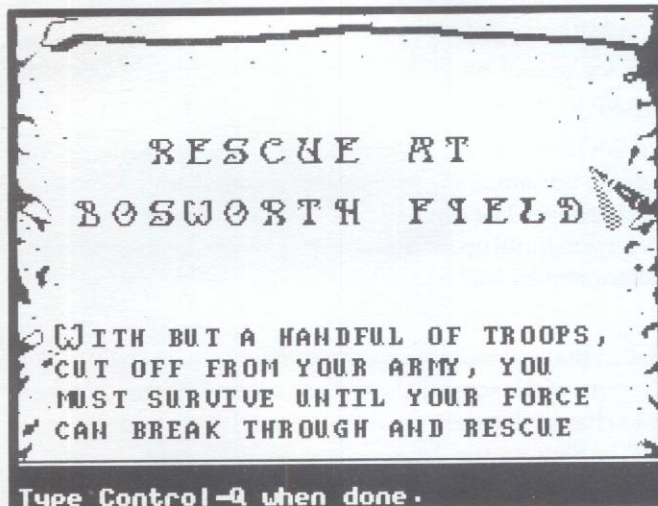 RESCUE AT
BOSWORTH FIELD
WITH BUT A HANDFUL OF TROOPS,
CUT OFF FROM YOUR ARMY, YOU
MUST SURVIVE UNTIL YOUR FORCE
CAN BREAK THROUGH AND RESCUE
Type Control-Q when done.